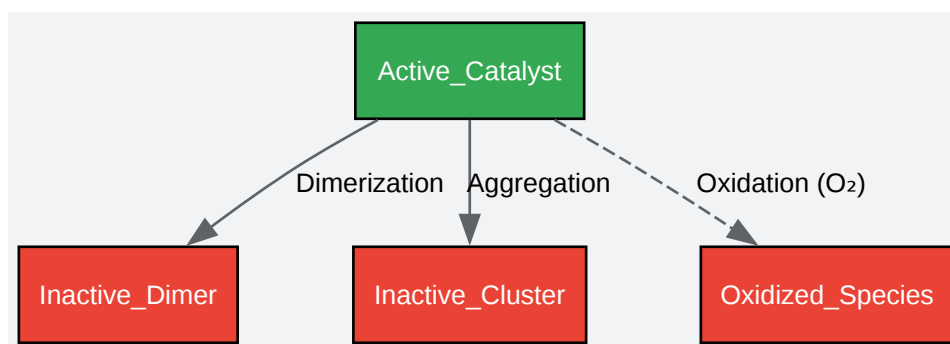 Active_Catalyst
Dimerization
Aggregation
Oxidation (O₂)
Inactive_Dimer
Inactive_Cluster
Oxidized_Species